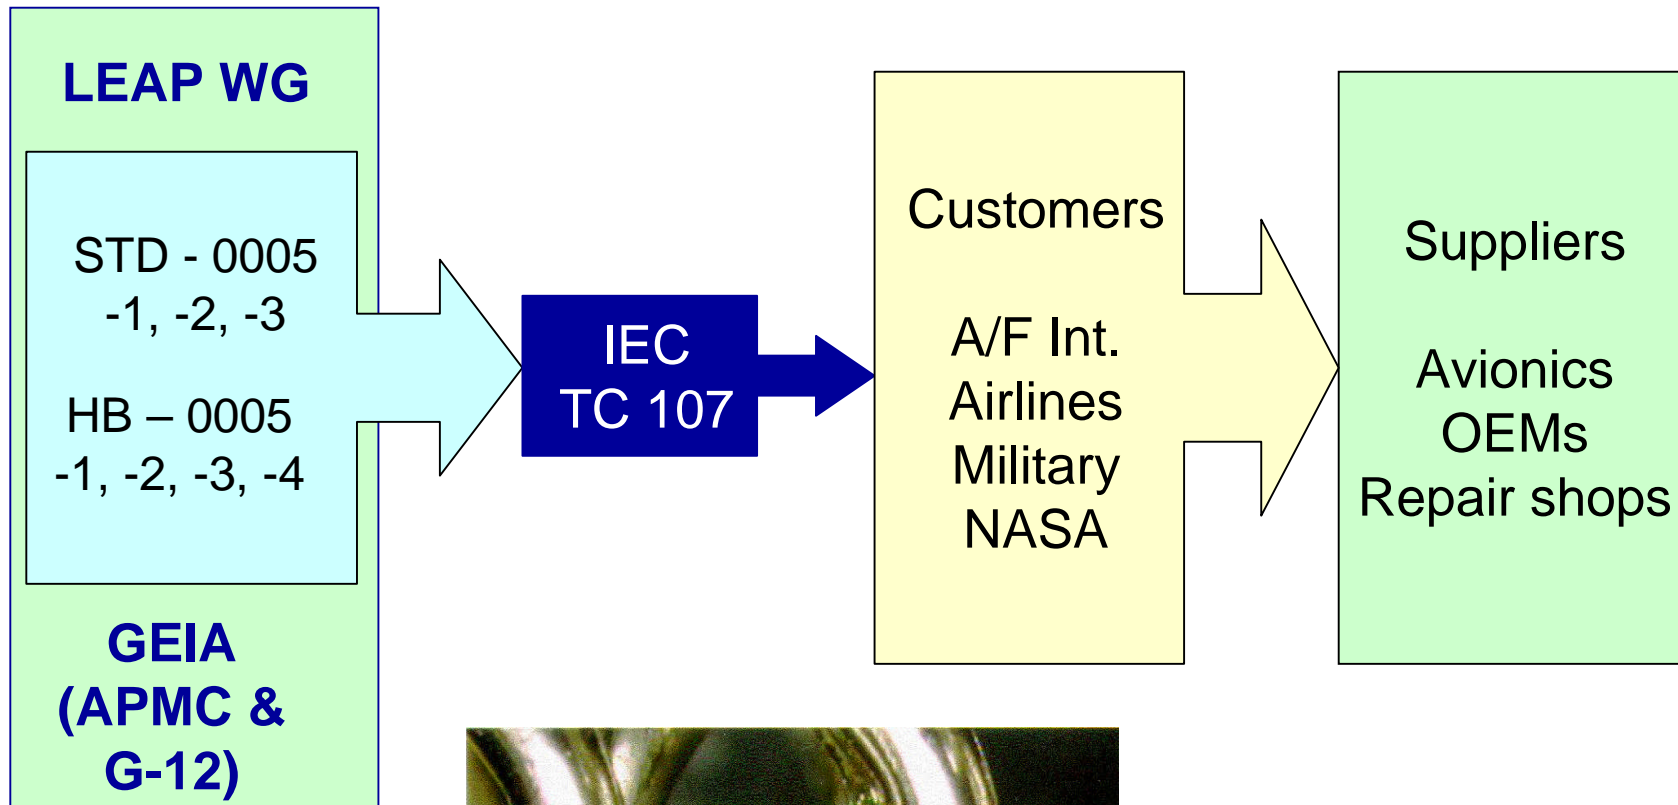 LEAP WG
STD - 0005
-1, -2, -3
HB – 0005
-1, -2, -3, -4
GEIA
(APMC &
G-12)
IEC
TC 107
Customers
A/F Int.
Airlines
Military
NASA
Suppliers
Avionics
OEMs
Repair shops